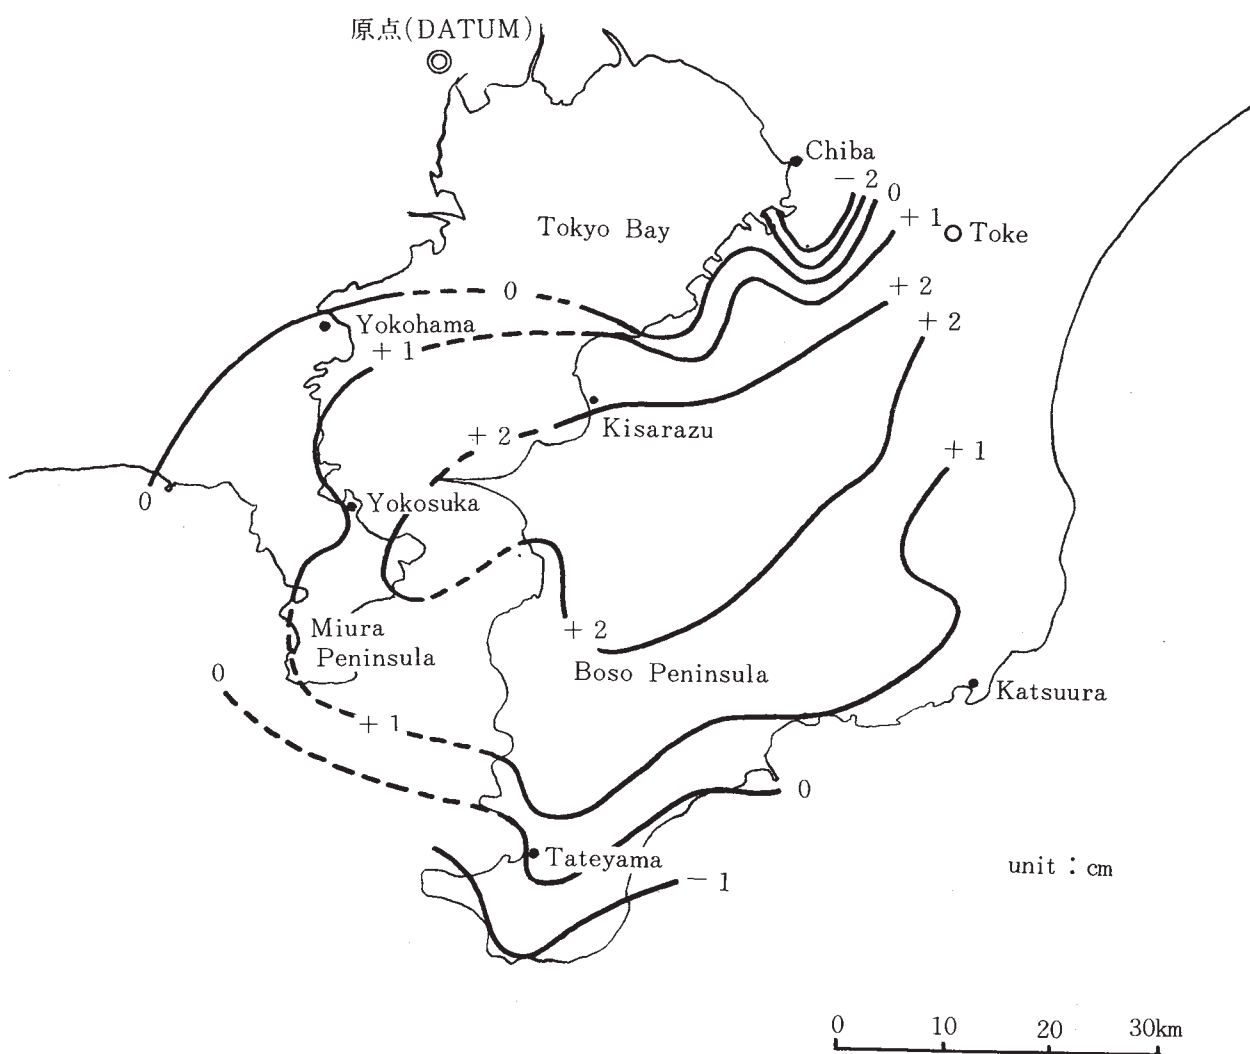 原点(DATUM)
Chiba
－2
0
＋1
Toke
Tokyo Bay
＋2
0
Yokohama
＋2
＋1
Kisarazu
＋2
＋1
0
Yokosuka
Miura
Peninsula
＋2
Boso Peninsula
0
Katsuura
＋1
0
Tateyama
unit：cm
－1
0 10 20 30km